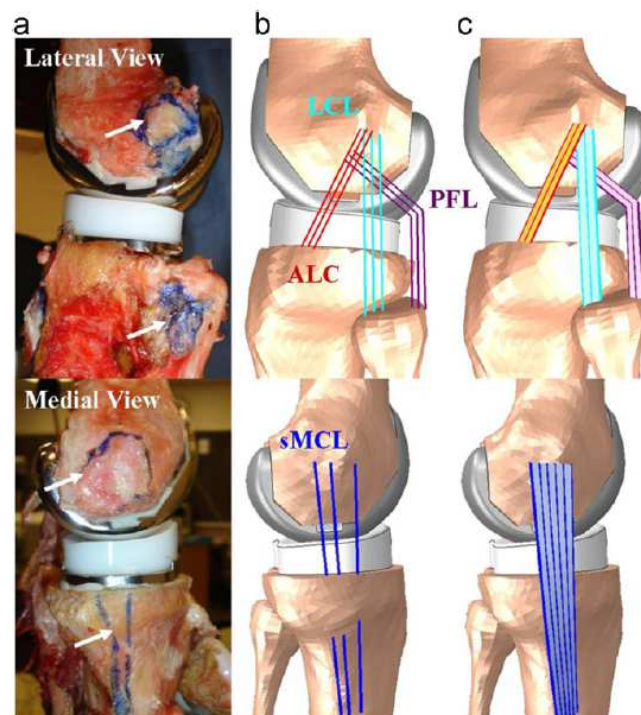 a
b
c
Lateral View
LCL
PFL
ALC
Medial View
sMCL